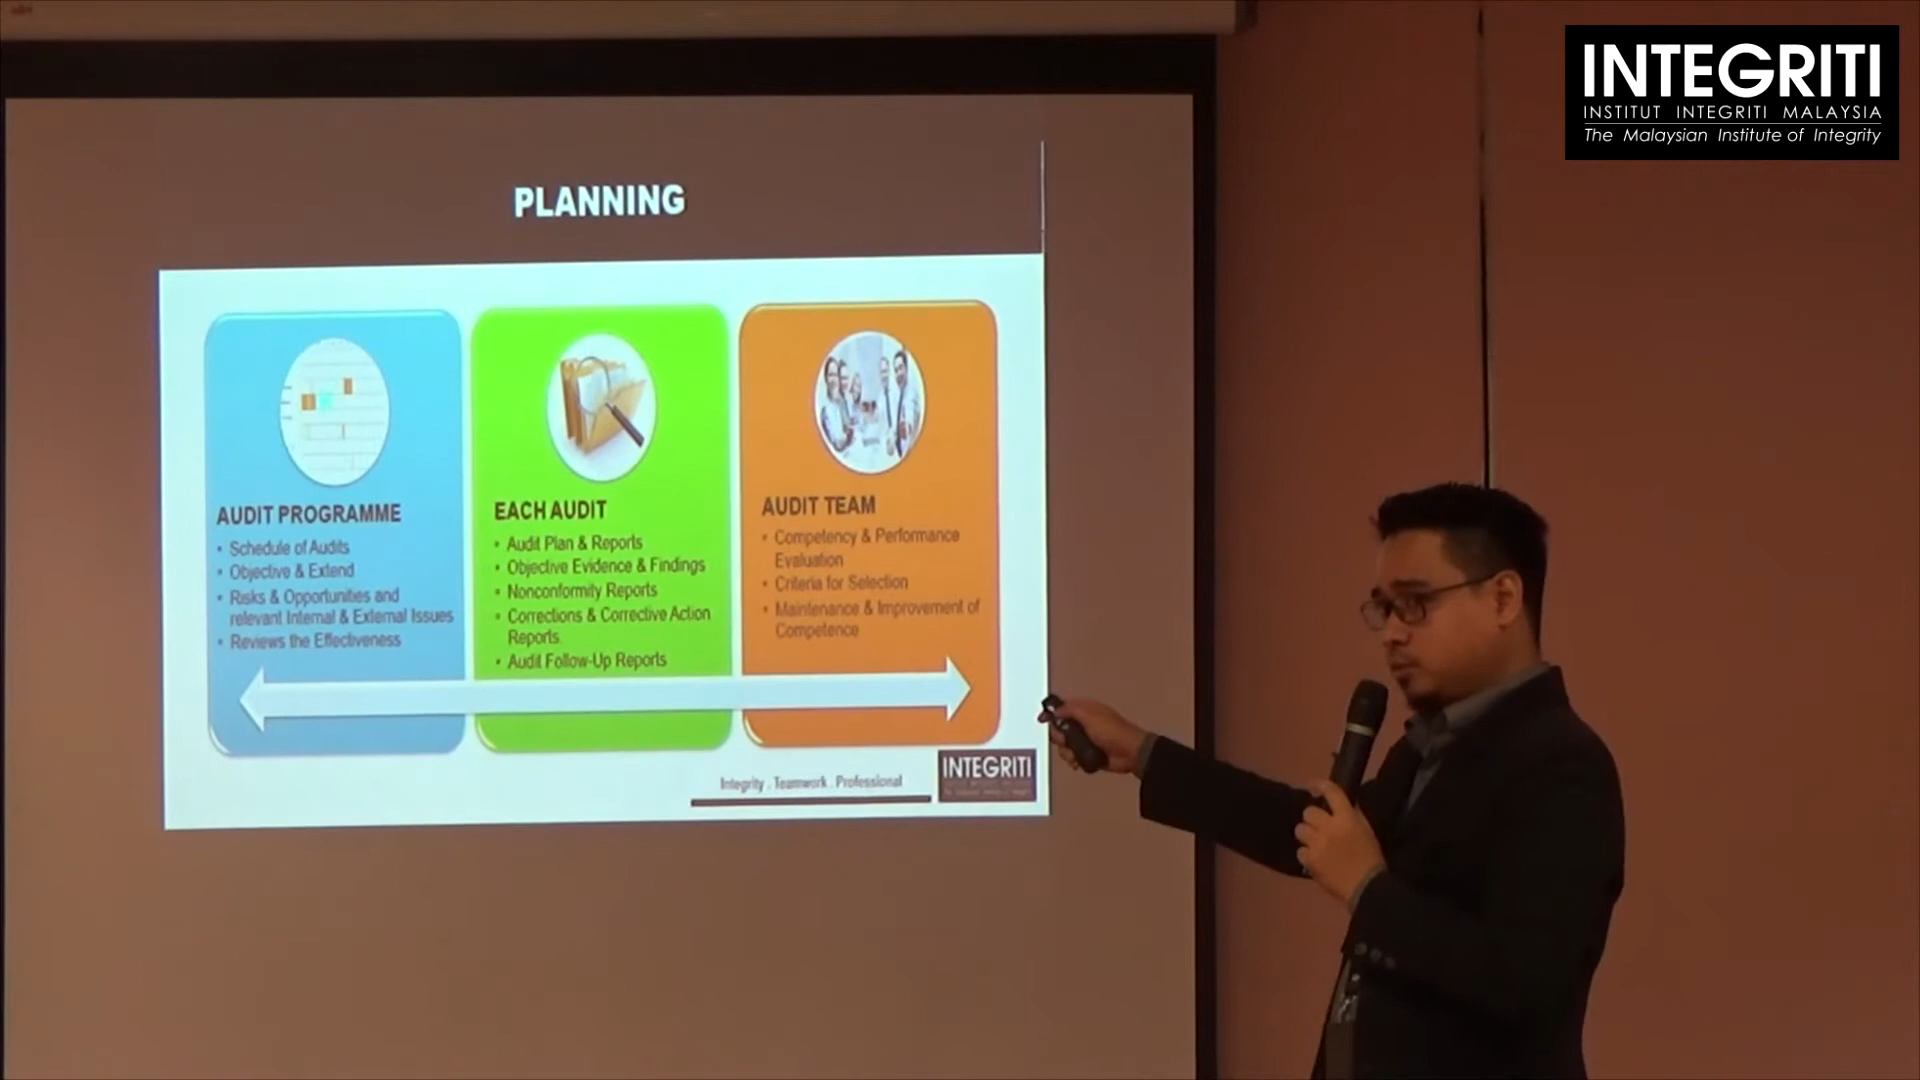 INTEGRITI
INSTITUT INTEGRITI MALAYSIA
The Malaysian Institute of Integrity
PLANNING
AUDIT PROGRAMME
• Schedule of Audits
• Objective & Extend
• Risks & Opportunities and
relevant Internal & External Issues
• Reviews the Effectiveness
EACH AUDIT
• Audit Plan & Reports
• Objective Evidence & Findings
• Nonconformity Reports
• Corrections & Corrective Action
Reports
• Audit Follow-Up Reports
AUDIT TEAM
• Competency & Performance
Evaluation
• Criteria for Selection
• Maintenance & Improvement of
Competence
Integrity . Teamwork . Professional
INTEGRITI